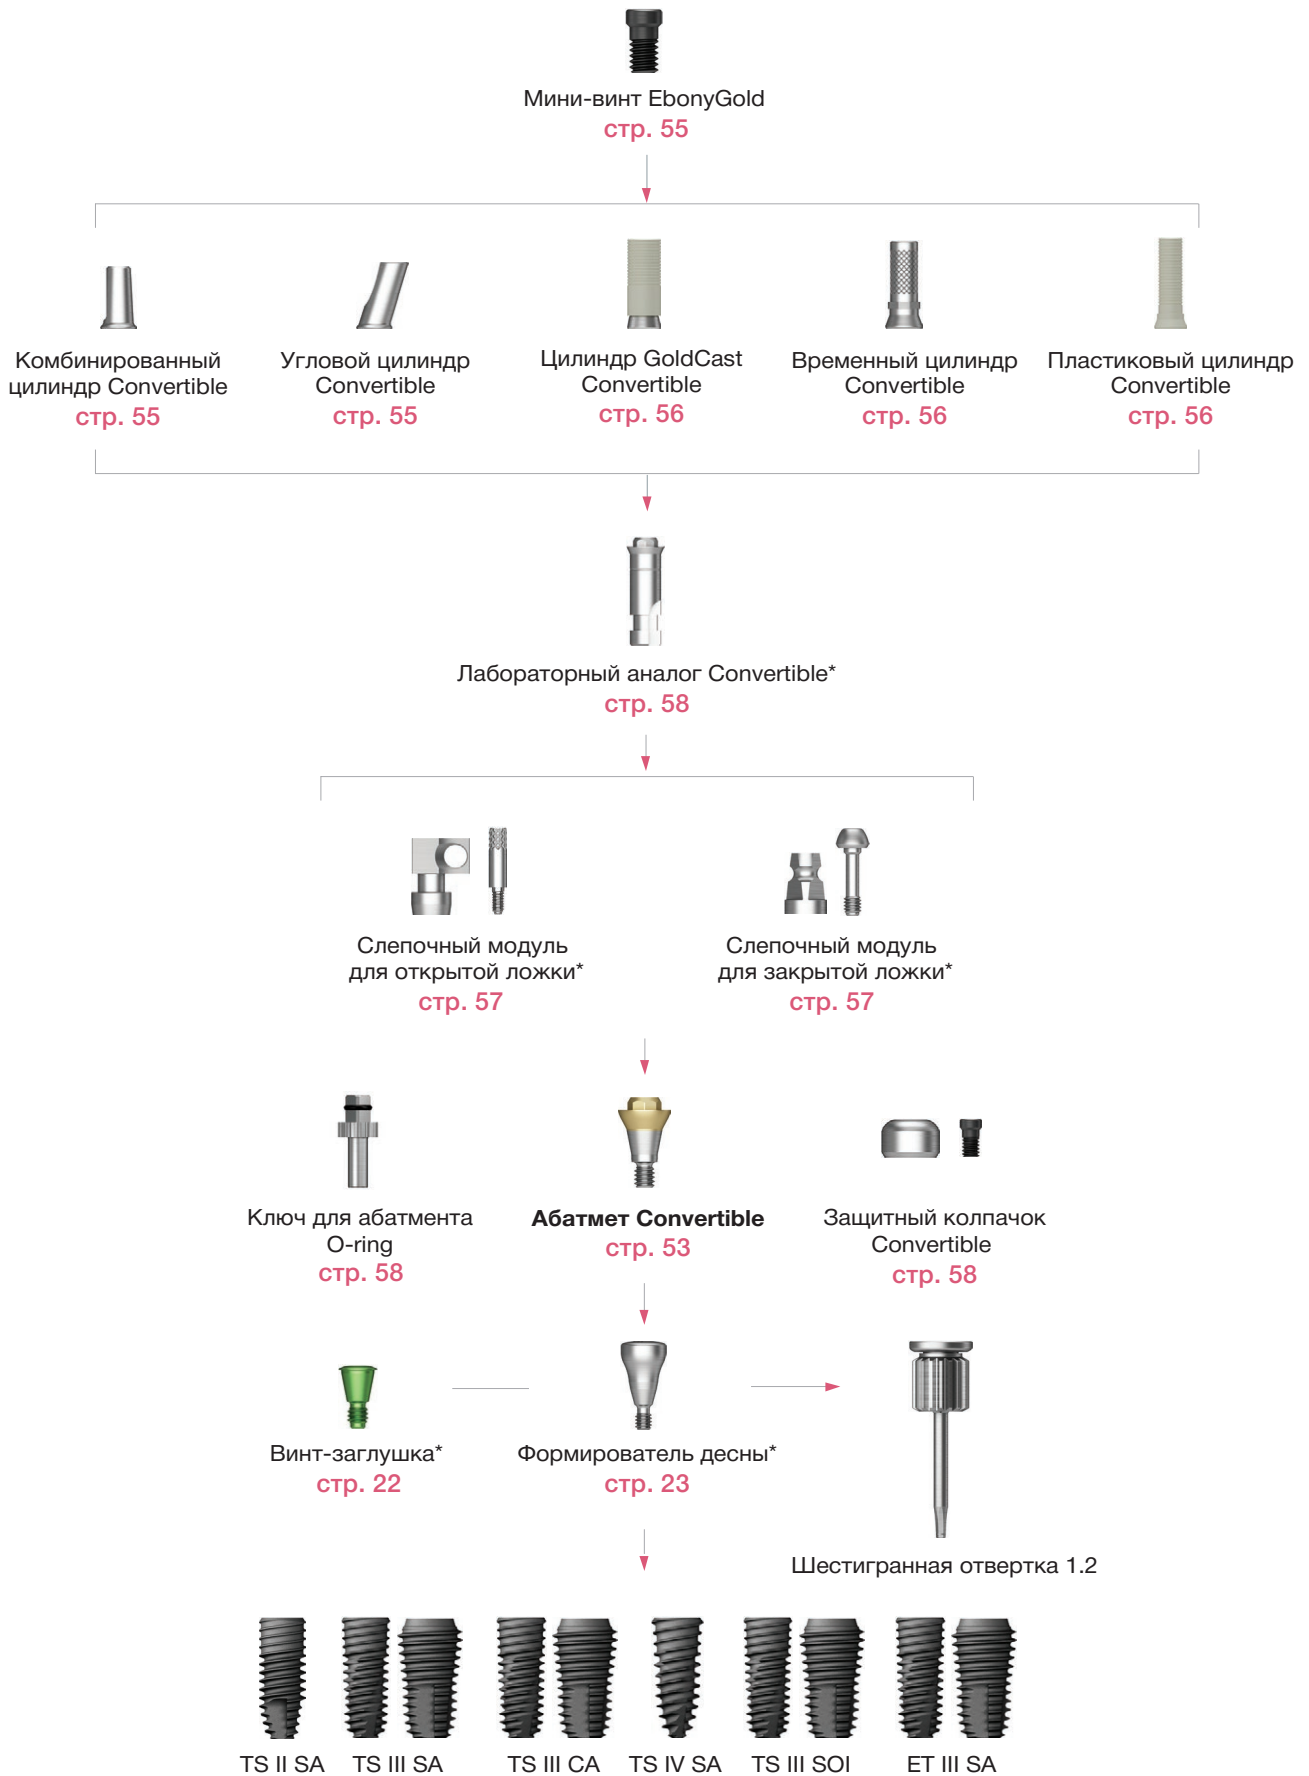 Мини-винт EbonyGold
стр. 55
Комбинированный
цилиндр Convertible
стр. 55
Угловой цилиндр
Convertible
стр. 55
Цилиндр GoldCast
Convertible
стр. 56
Временный цилиндр
Convertible
стр. 56
Пластиковый цилиндр
Convertible
стр. 56
Лабораторный аналог Convertible*
стр. 58
Слепочный модуль
для открытой ложки*
стр. 57
Слепочный модуль
для закрытой ложки*
стр. 57
Ключ для абатмента
O-ring
стр. 58
Абатмет Convertible
стр. 53
Защитный колпачок
Convertible
стр. 58
Винт-заглушка*
стр. 22
Формирователь десны*
стр. 23
Шестигранная отвертка 1.2
TS II SA
TS III SA
TS III CA
TS IV SA
TS III SOI
ET III SA